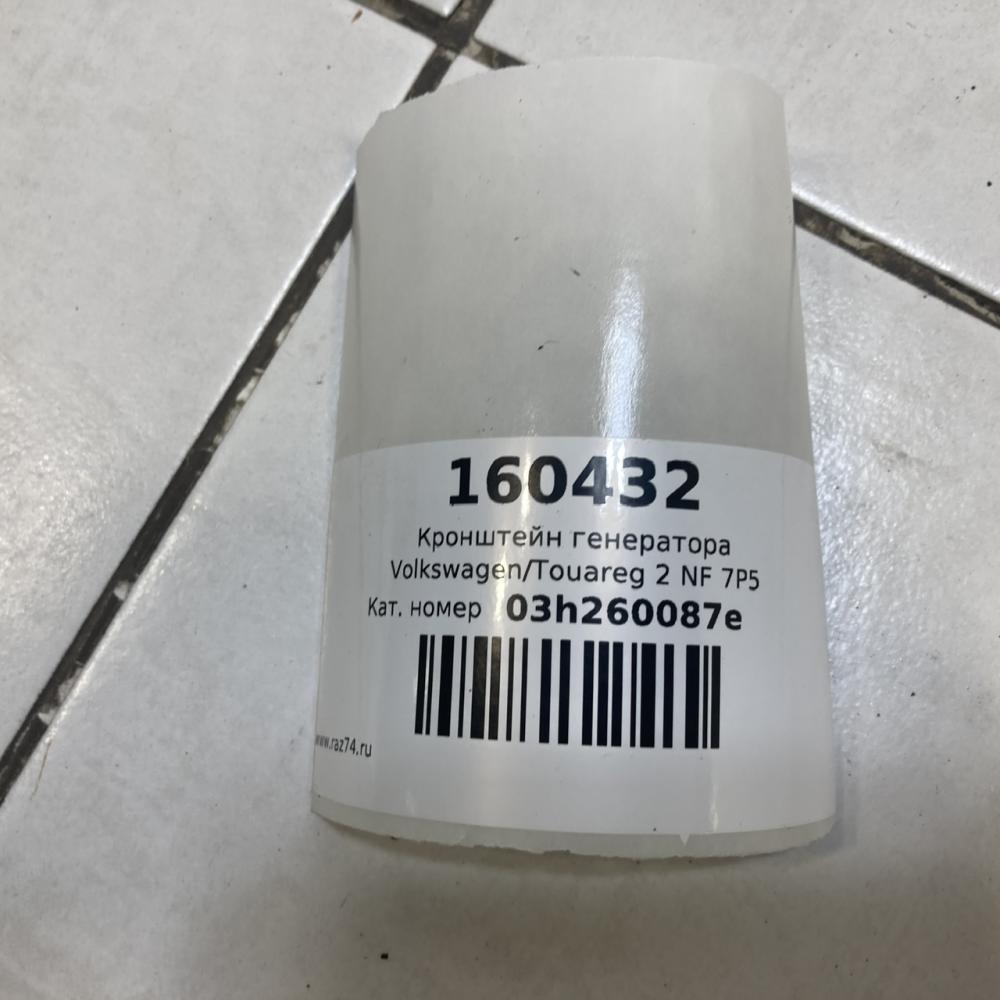 160432
Кронштейн генератора
Volkswagen/Touareg 2 NF 7P5
Кат. номер 03h260087e
www.raz74.ru